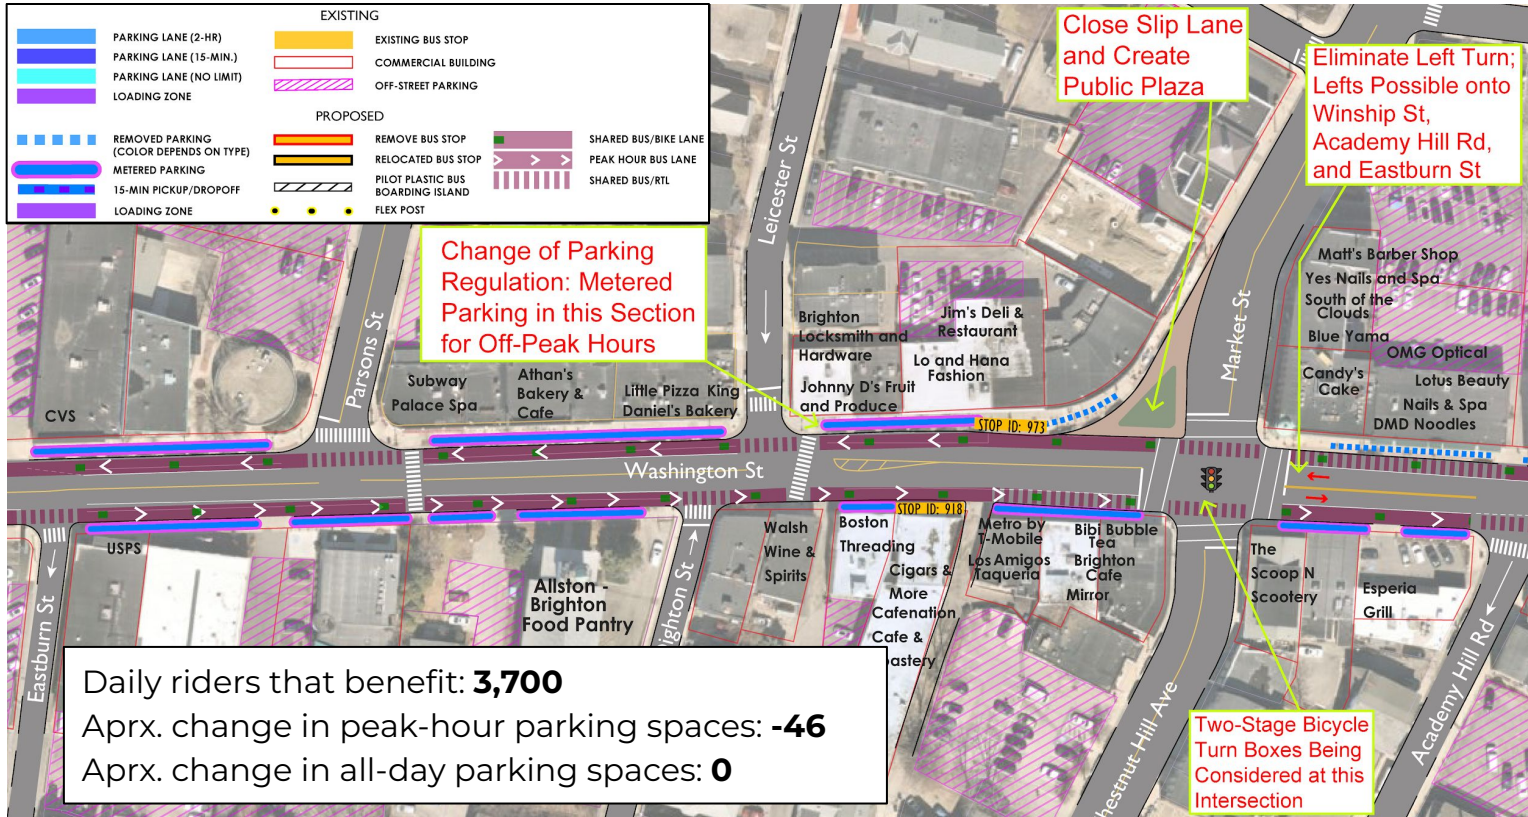 EXISTING
PARKING LANE (2-HR)
PARKING LANE (15-MIN.)
PARKING LANE (NO LIMIT)
LOADING ZONE
EXISTING BUS STOP
COMMERCIAL BUILDING
OFF-STREET PARKING
PROPOSED
REMOVED PARKING
(COLOR DEPENDS ON TYPE)
METERED PARKING
15-MIN PICKUP/DROPOFF
LOADING ZONE
REMOVE BUS STOP
RELOCATED BUS STOP
PILOT PLASTIC BUS
BOARDING ISLAND
FLEX POST
SHARED BUS/BIKE LANE
PEAK HOUR BUS LANE
SHARED BUS/RTL
Close Slip Lane
and Create
Public Plaza
Eliminate Left Turn;
Lefts Possible onto
Winship St,
Academy Hill Rd,
and Eastburn St
Change of Parking
Regulation: Metered
Parking in this Section
for Off-Peak Hours
Leicester St
Parsons St
Market St
Washington St
CVS
Subway
Palace Spa
Athan's
Bakery &
Cafe
Little Pizza King
Daniel's Bakery
Brighton
Locksmith and
Hardware
Johnny D's Fruit
and Produce
Jim's Deli &
Restaurant
Lo and Hana
Fashion
STOP ID: 973
Matt's Barber Shop
Yes Nails and Spa
South of the
Clouds
Blue Yama
OMG Optical
Candy's
Cake
Lotus Beauty
Nails & Spa
DMD Noodles
USPS
Allston -
Brighton
Food Pantry
Walsh
Wine &
Spirits
Boston
Threading
STOP ID: 918
Cigars &
More
Cafenation
Cafe &
Metro by
T-Mobile
Los Amigos
Taqueria
Bibi Bubble
Tea
Brighton
Cafe
Mirror
The
Scoop N
Scootery
Esperia
Grill
Eastburn St
ighton St
hestnut Hill Ave
Academy Hill Rd
Two-Stage Bicycle
Turn Boxes Being
Considered at this
Intersection
Daily riders that benefit: 3,700
Aprx. change in peak-hour parking spaces: -46
Aprx. change in all-day parking spaces: 0